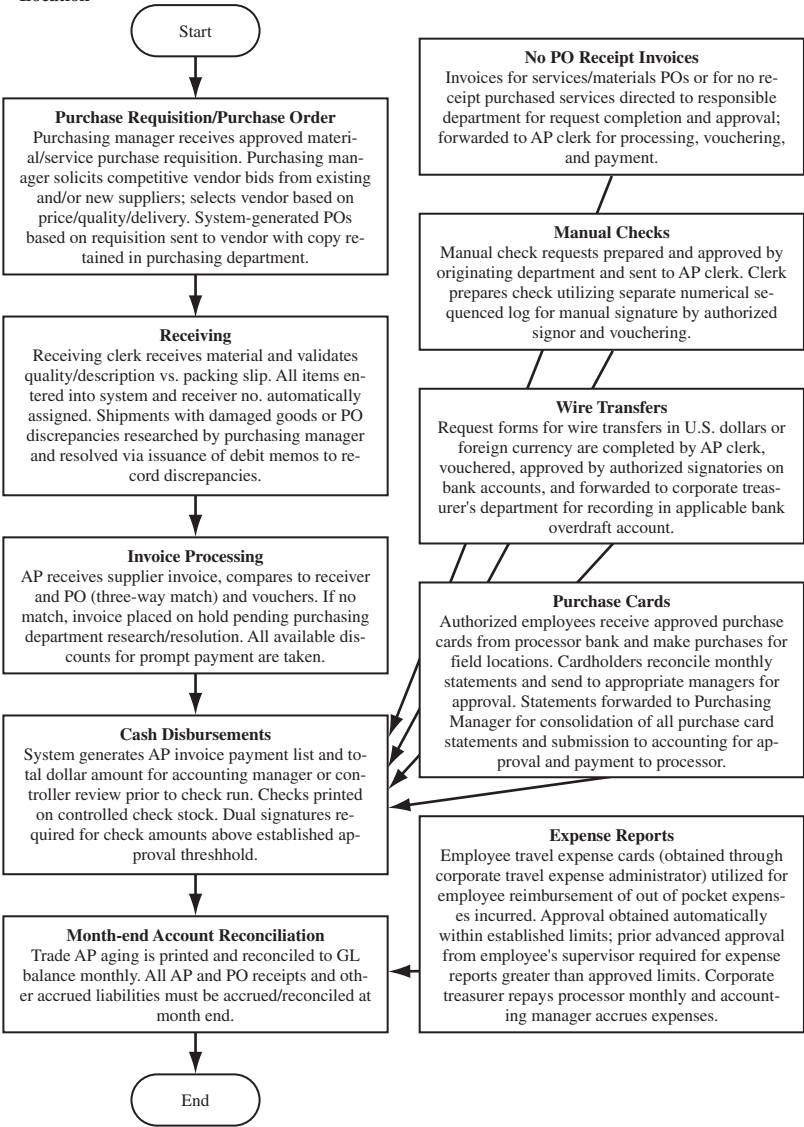 Location
Start
Purchase Requisition/Purchase Order
Purchasing manager receives approved materi-
al/service purchase requisition. Purchasing man-
ager solicits competitive vendor bids from existing
and/or new suppliers; selects vendor based on
price/quality/delivery. System-generated POs
based on requisition sent to vendor with copy re-
tained in purchasing department.
Receiving
Receiving clerk receives material and validates
quality/description vs. packing slip. All items en-
tered into system and receiver no. automatically
assigned. Shipments with damaged goods or PO
discrepancies researched by purchasing manager
and resolved via issuance of debit memos to re-
cord discrepancies.
Invoice Processing
AP receives supplier invoice, compares to receiver
and PO (three-way match) and vouchers. If no
match, invoice placed on hold pending purchasing
department research/resolution. All available dis-
counts for prompt payment are taken.
Cash Disbursements
System generates AP invoice payment list and to-
tal dollar amount for accounting manager or con-
troller review prior to check run. Checks printed
on controlled check stock. Dual signatures re-
quired for check amounts above established ap-
proval threshhold.
Month-end Account Reconciliation
Trade AP aging is printed and reconciled to GL
balance monthly. All AP and PO receipts and oth-
er accrued liabilities must be accrued/reconciled at
month end.
End
No PO Receipt Invoices
Invoices for services/materials POs or for no re-
ceipt purchased services directed to responsible
department for request completion and approval;
forwarded to AP clerk for processing, vouchering,
and payment.
Manual Checks
Manual check requests prepared and approved by
originating department and sent to AP clerk. Clerk
prepares check utilizing separate numerical se-
quenced log for manual signature by authorized
signor and vouchering.
Wire Transfers
Request forms for wire transfers in U.S. dollars or
foreign currency are completed by AP clerk,
vouchered, approved by authorized signatories on
bank accounts, and forwarded to corporate treas-
urer's department for recording in applicable bank
overdraft account.
Purchase Cards
Authorized employees receive approved purchase
cards from processor bank and make purchases for
field locations. Cardholders reconcile monthly
statements and send to appropriate managers for
approval. Statements forwarded to Purchasing
Manager for consolidation of all purchase card
statements and submission to accounting for ap-
proval and payment to processor.
Expense Reports
Employee travel expense cards (obtained through
corporate travel expense administrator) utilized for
employee reimbursement of out of pocket expens-
es incurred. Approval obtained automatically
within established limits; prior advanced approval
from employee's supervisor required for expense
reports greater than approved limits. Corporate
treasurer repays processor monthly and account-
ing manager accrues expenses.